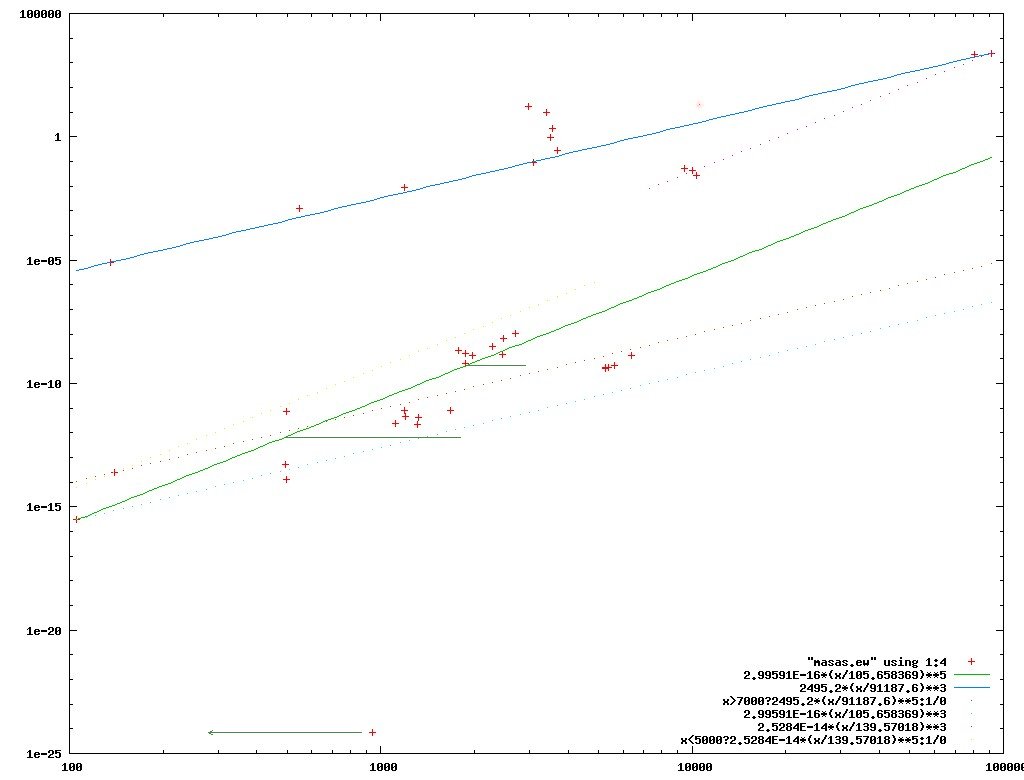 100000
1
1e-05
1e-10
1e-15
1e-20
1e-25
100
1000
10000
100000
"masas.ew" using 1:4
2.99591E-16*(x/105.658369)**5
2495.2*(x/91187.6)**3
x>7000?2495.2*(x/91187.6)**5:1/0
2.99591E-16*(x/105.658369)**3
2.5284E-14*(x/139.57018)**3
x<5000?2.5284E-14*(x/139.57018)**5:1/0